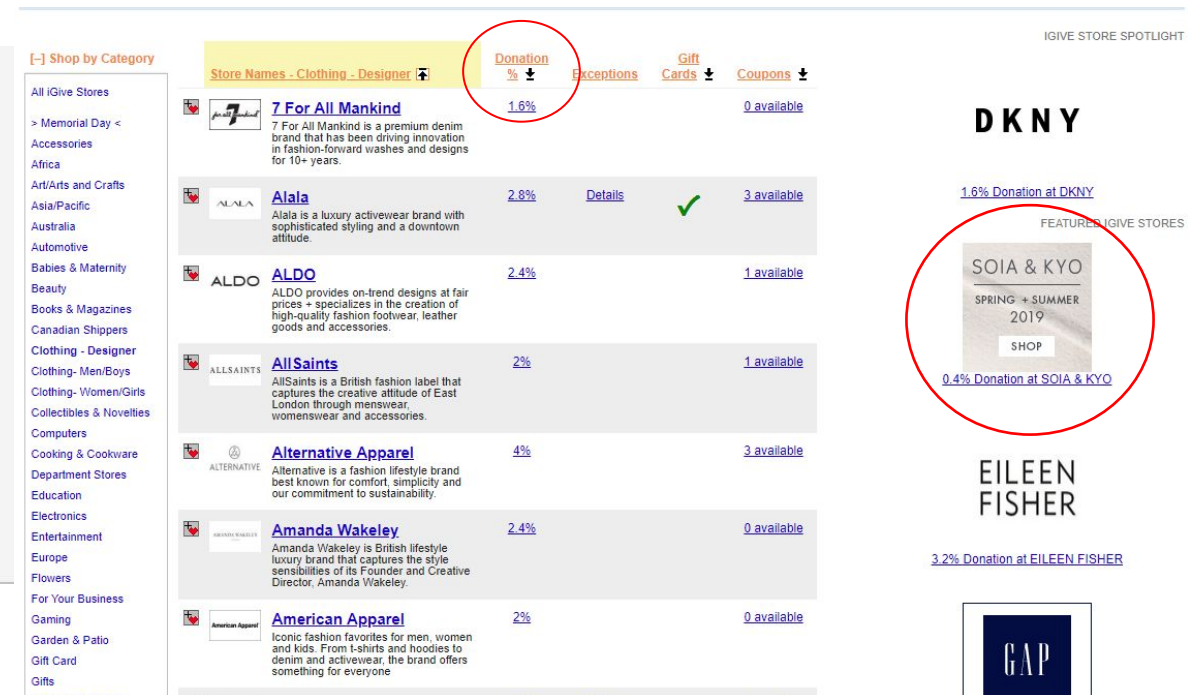 IGIVE STORE SPOTLIGHT
[-] Shop by Category
All iGive Stores
> Memorial Day <
Accessories
Africa
Art/Arts and Crafts
Asia/Pacific
Australia
Automotive
Babies & Maternity
Beauty
Books & Magazines
Canadian Shippers
Clothing - Designer
Clothing- Men/Boys
Clothing- Women/Girls
Collectibles & Novelties
Computers
Cooking & Cookware
Department Stores
Education
Electronics
Entertainment
Europe
Flowers
For Your Business
Gaming
Garden & Patio
Gift Card
Gifts
Store Names - Clothing - Designer
Donation
%
Exceptions
Gift
Cards
Coupons
for all mankind
7 For All Mankind
7 For All Mankind is a premium denim
brand that has been driving innovation
in fashion-forward washes and designs
for 10+ years.
1.6%
0 available
ALALA
Alala
Alala is a luxury activewear brand with
sophisticated styling and a downtown
attitude.
2.8%
Details
3 available
ALDO
ALDO
ALDO provides on-trend designs at fair
prices + specializes in the creation of
high-quality fashion footwear, leather
goods and accessories.
2.4%
1 available
ALLSAINTS
AllSaints
AllSaints is a British fashion label that
captures the creative attitude of East
London through menswear,
womenswear and accessories.
2%
1 available
ALTERNATIVE
Alternative Apparel
Alternative is a fashion lifestyle brand
best known for comfort, simplicity and
our commitment to sustainability.
4%
3 available
AMANDA WAKELEY
Amanda Wakeley
Amanda Wakeley is British lifestyle
luxury brand that captures the style
sensibilities of its Founder and Creative
Director, Amanda Wakeley.
2.4%
0 available
American Apparel
American Apparel
Iconic fashion favorites for men, women
and kids. From t-shirts and hoodies to
denim and activewear, the brand offers
something for everyone
2%
0 available
DKNY
1.6% Donation at DKNY
FEATURED IGIVE STORES
SOIA & KYO
SPRING + SUMMER
2019
SHOP
0.4% Donation at SOIA & KYO
EILEEN
FISHER
3.2% Donation at EILEEN FISHER
GAP